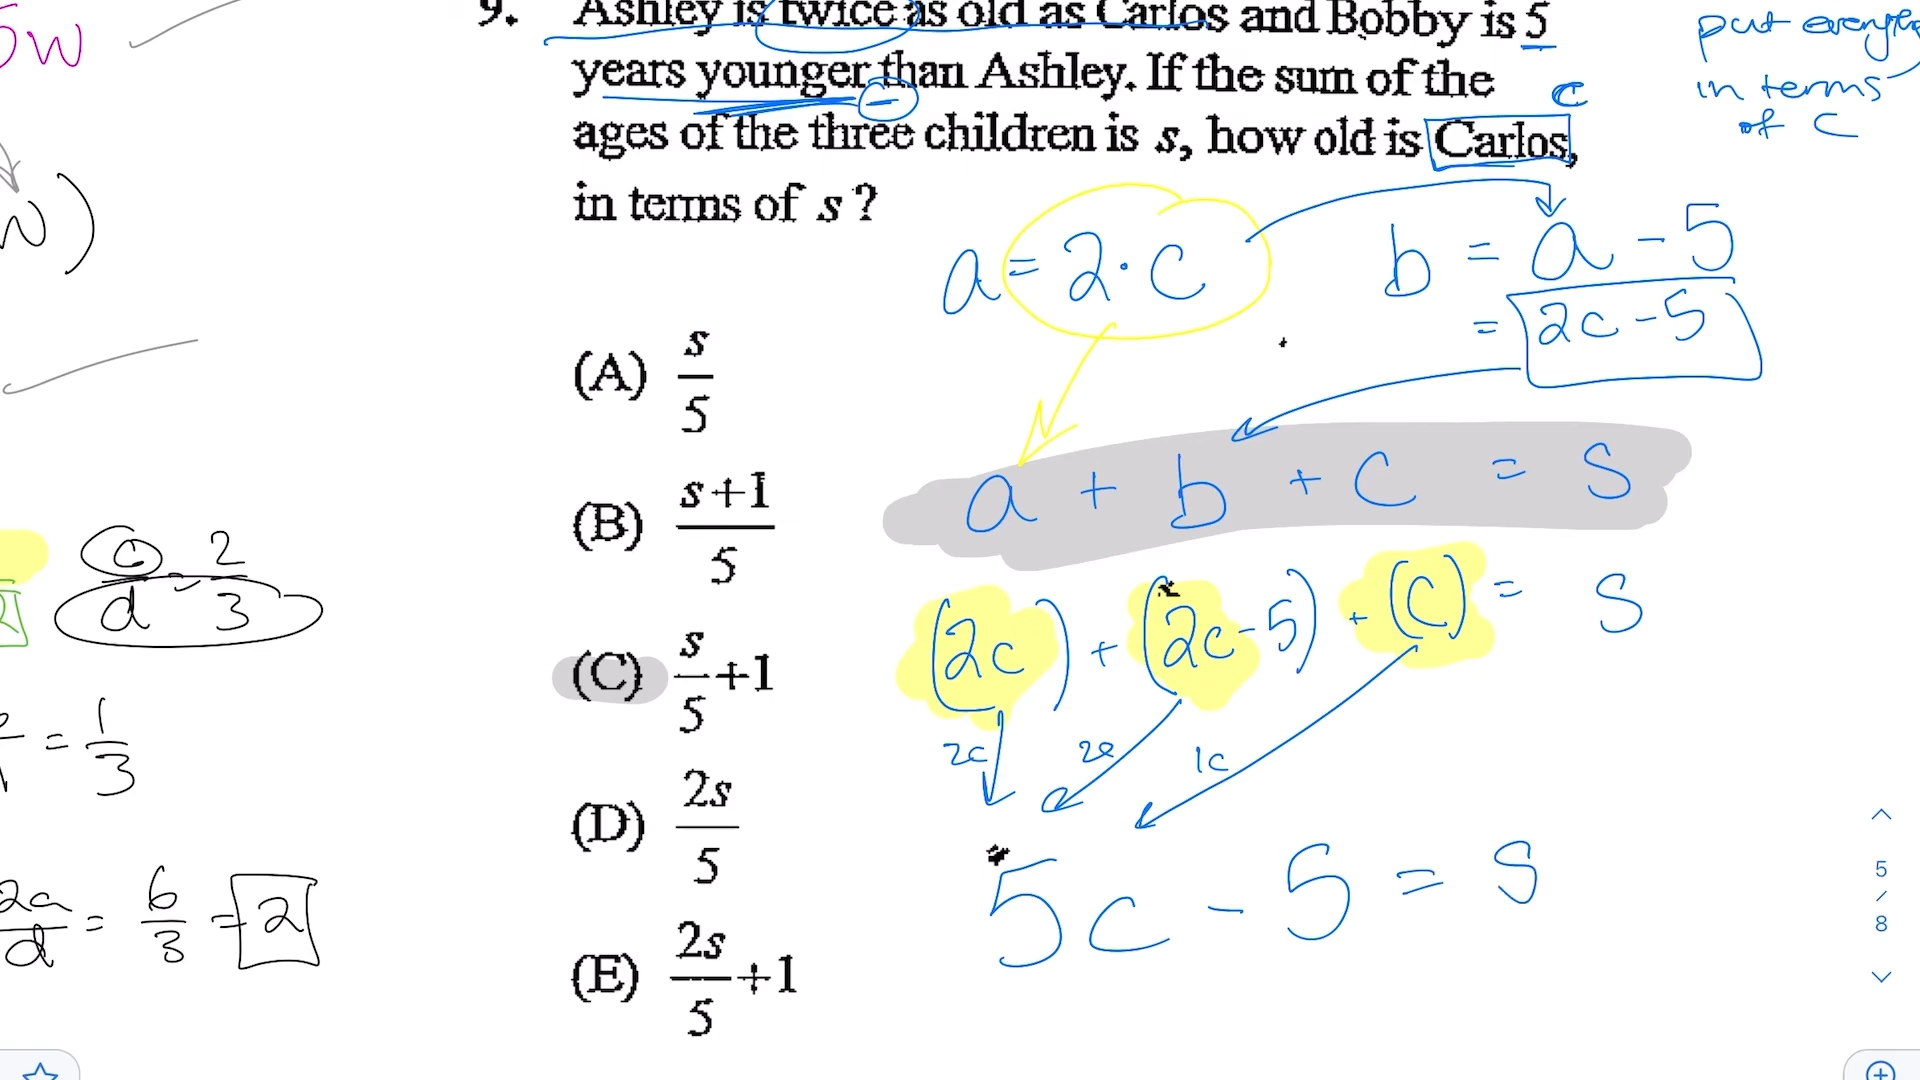 9. Ashley is twice as old as Carlos and Bobby is 5
years younger than Ashley. If the sum of the
ages of the three children is s, how old is Carlos,
in terms of s?
c
put
in terms
of C
a = 2·c
b = a - 5
= 2c-5
(A) s/5
a + b + c = s
(B) s+1/5
(2c) + (2c-5) + (c) = s
(C) s/5 +1
2c
1c
(D) 2s/5
5c - 5 = s
(E) 2s/5 +1
c/d = 2/3
= 1/3
2a/d = 6/3 = 2
5
/
8